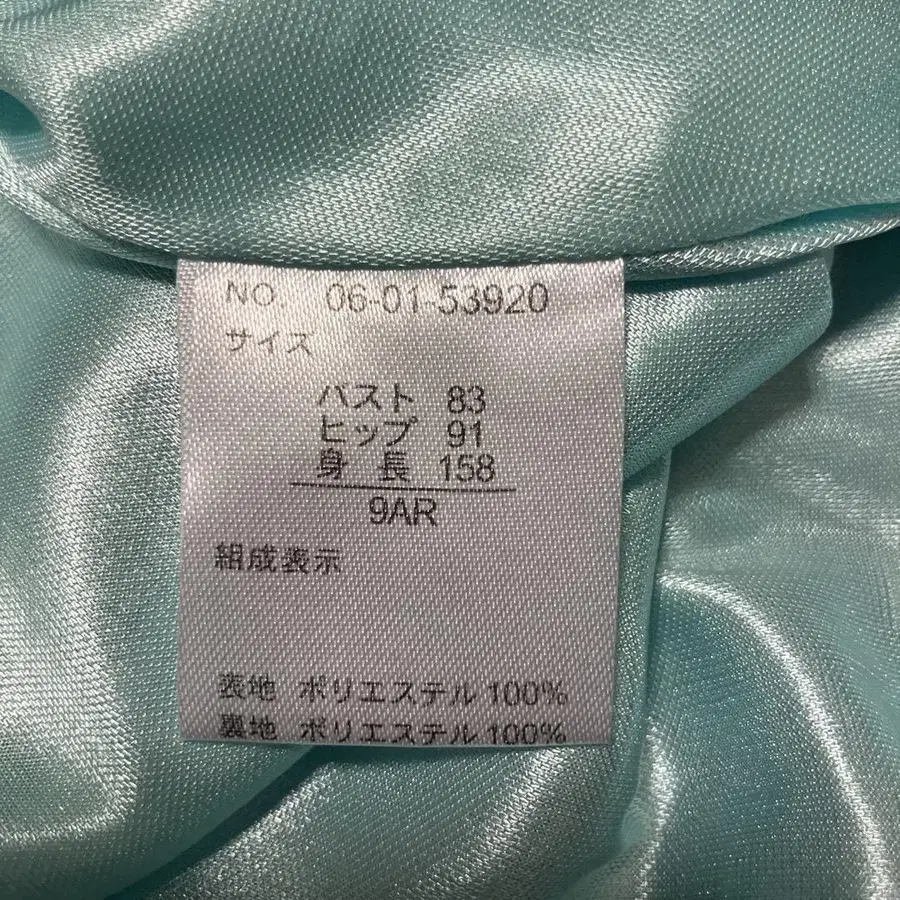 NO. 06-01-53920
サイズ
バスト 83
ヒップ 91
身長 158
9AR
組成表示
表地 ポリエステル 100%
裏地 ポリエステル 100%